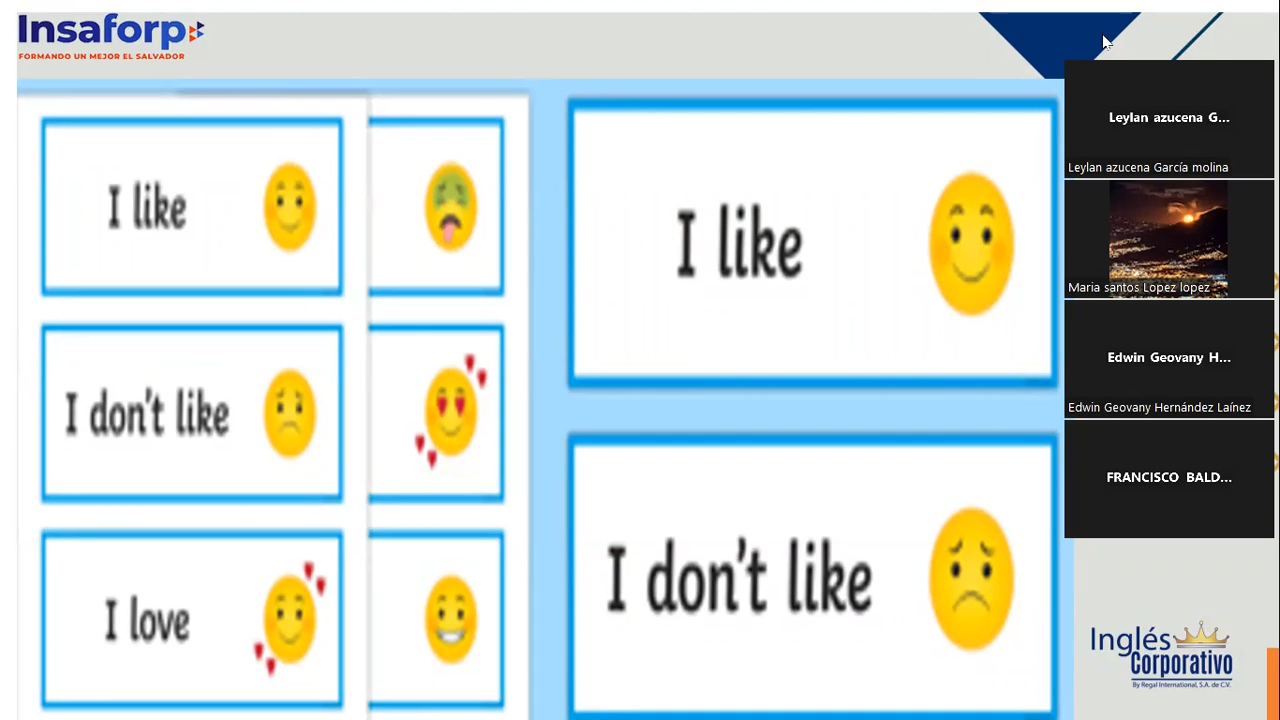 Insaforp
FORMANDO UN MEJOR EL SALVADOR
I like
I don't like
I love
I like
I don't like
Leylan azucena G...
Leylan azucena García molina
Maria santos Lopez lopez
Edwin Geovany H...
Edwin Geovany Hernández Laínez
FRANCISCO BALD...
Inglés
Corporativo
By Regal International, S.A. de C.V.